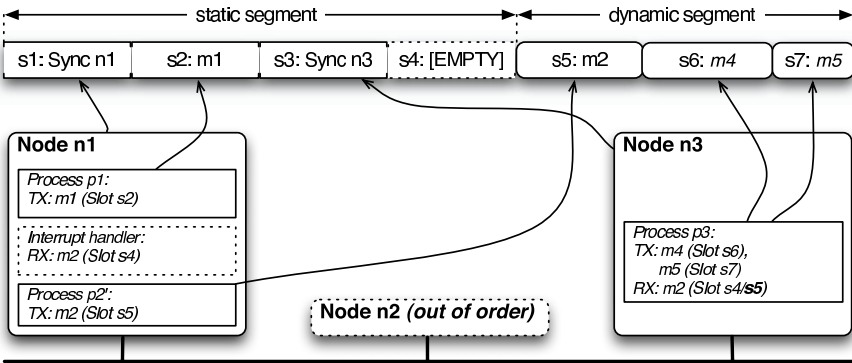 static segment
dynamic segment
s1: Sync n1
s2: m1
s3: Sync n3
s4: [EMPTY]
s5: m2
s6: m4
s7: m5
Node n1
Process p1:
TX: m1 (Slot s2)
Interrupt handler:
RX: m2 (Slot s4)
Process p2':
TX: m2 (Slot s5)
Node n2 (out of order)
Node n3
Process p3:
TX: m4 (Slot s6),
m5 (Slot s7)
RX: m2 (Slot s4/s5)